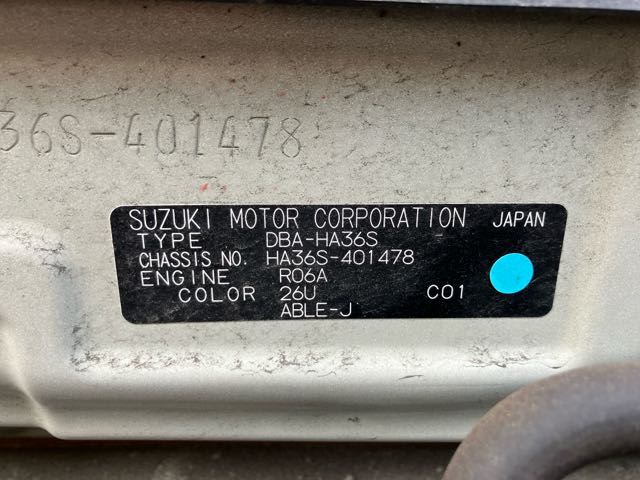 36S-401478
SUZUKI MOTOR CORPORATION JAPAN
TYPE DBA-HA36S
CHASSIS NO. HA36S-401478
ENGINE R06A
COLOR 26U C01
ABLE-J